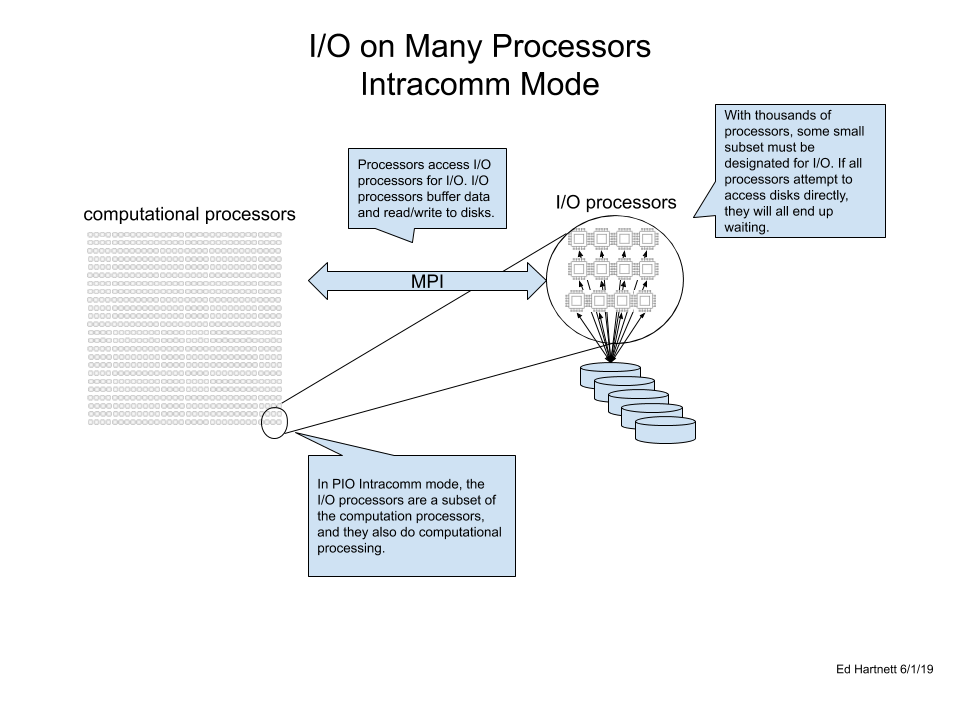 I/O on Many Processors
Intracomm Mode
With thousands of
processors, some small
subset must be
designated for I/O. If all
processors attempt to
access disks directly,
they will all end up
waiting.
Processors access I/O
processors for I/O. I/O
processors buffer data
and read/write to disks.
I/O processors
computational processors
MPI
In PIO Intracomm mode, the
I/O processors are a subset of
the computation processors,
and they also do computational
processing.
Ed Hartnett 6/1/19